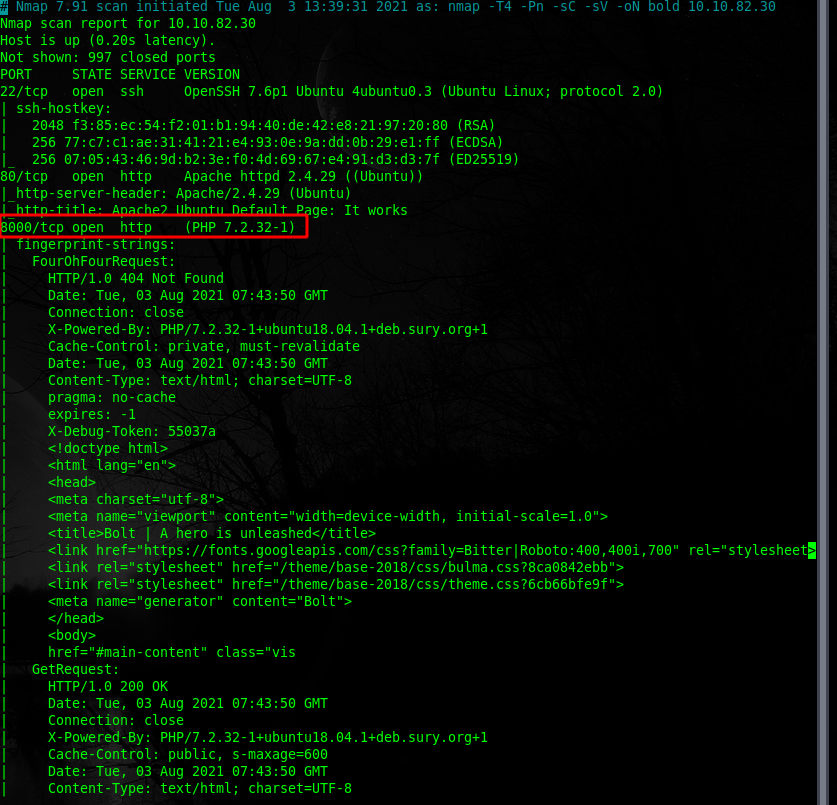 # Nmap 7.91 scan initiated Tue Aug  3 13:39:31 2021 as: nmap -T4 -Pn -sC -sV -oN bold 10.10.82.30
Nmap scan report for 10.10.82.30
Host is up (0.20s latency).
Not shown: 997 closed ports
PORT     STATE SERVICE VERSION
22/tcp   open  ssh     OpenSSH 7.6p1 Ubuntu 4ubuntu0.3 (Ubuntu Linux; protocol 2.0)
| ssh-hostkey:
|   2048 f3:85:ec:54:f2:01:b1:94:40:de:42:e8:21:97:20:80 (RSA)
|   256 77:c7:c1:ae:31:41:21:e4:93:0e:9a:dd:0b:29:e1:ff (ECDSA)
|_  256 07:05:43:46:9d:b2:3e:f0:4d:69:67:e4:91:d3:d3:7f (ED25519)
80/tcp   open  http    Apache httpd 2.4.29 ((Ubuntu))
|_http-server-header: Apache/2.4.29 (Ubuntu)
|_http-title: Apache2 Ubuntu Default Page: It works
8000/tcp open  http    (PHP 7.2.32-1)
| fingerprint-strings:
|   FourOhFourRequest:
|     HTTP/1.0 404 Not Found
|     Date: Tue, 03 Aug 2021 07:43:50 GMT
|     Connection: close
|     X-Powered-By: PHP/7.2.32-1+ubuntu18.04.1+deb.sury.org+1
|     Cache-Control: private, must-revalidate
|     Date: Tue, 03 Aug 2021 07:43:50 GMT
|     Content-Type: text/html; charset=UTF-8
|     pragma: no-cache
|     expires: -1
|     X-Debug-Token: 55037a
|     <!doctype html>
|     <html lang="en">
|     <head>
|     <meta charset="utf-8">
|     <meta name="viewport" content="width=device-width, initial-scale=1.0">
|     <title>Bolt | A hero is unleashed</title>
|     <link href="https://fonts.googleapis.com/css?family=Bitter|Roboto:400,400i,700" rel="stylesheet>
|     <link rel="stylesheet" href="/theme/base-2018/css/bulma.css?8ca0842ebb">
|     <link rel="stylesheet" href="/theme/base-2018/css/theme.css?6cb66bfe9f">
|     <meta name="generator" content="Bolt">
|     </head>
|     <body>
|     href="#main-content" class="vis
|   GetRequest:
|     HTTP/1.0 200 OK
|     Date: Tue, 03 Aug 2021 07:43:50 GMT
|     Connection: close
|     X-Powered-By: PHP/7.2.32-1+ubuntu18.04.1+deb.sury.org+1
|     Cache-Control: public, s-maxage=600
|     Date: Tue, 03 Aug 2021 07:43:50 GMT
|     Content-Type: text/html; charset=UTF-8